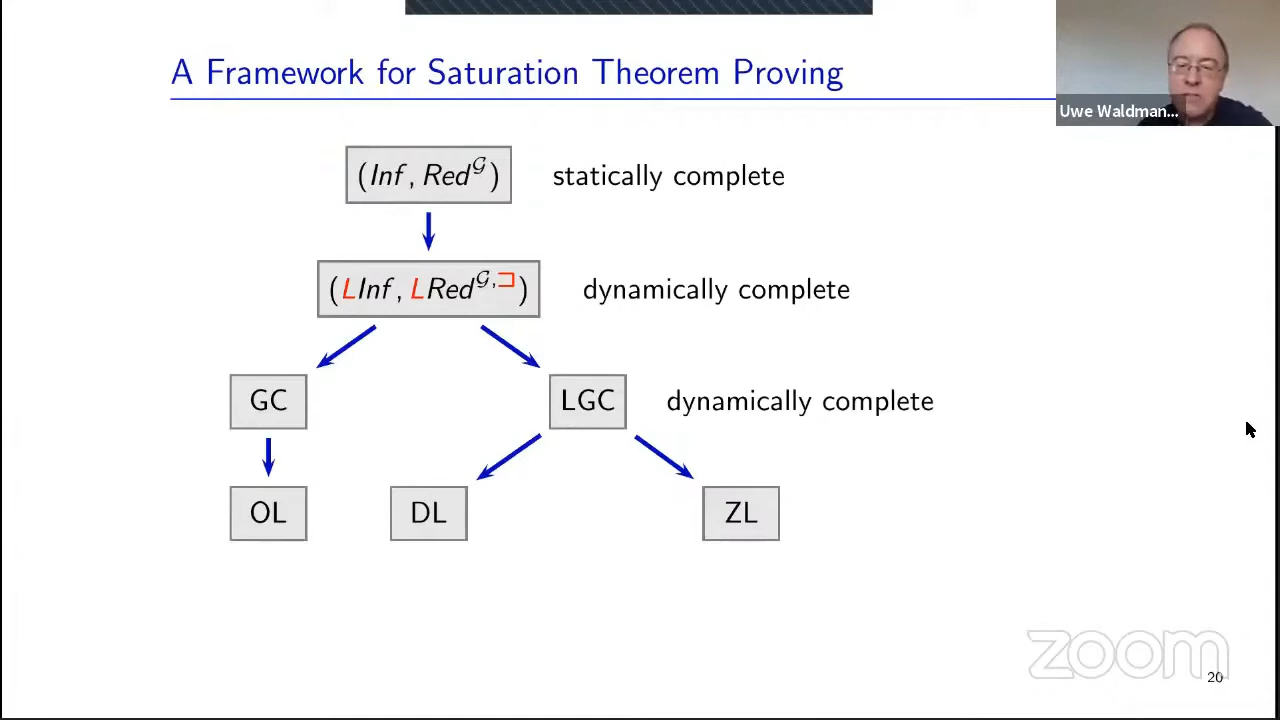 A Framework for Saturation Theorem Proving
Uwe Waldman...
(Inf, Red^𝒢) statically complete
(LInf, LRed^𝒢,⊐) dynamically complete
GC LGC dynamically complete
OL DL ZL
zoom
20